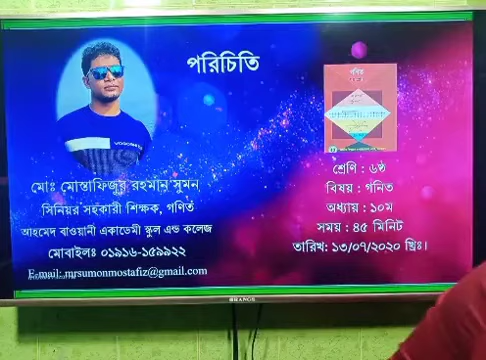 পরিচিতি
মোঃ মোস্তাফিজুর রহমান সুমন
সিনিয়র সহকারী শিক্ষক, গণিত
আহমেদ বাওয়ানী একাডেমী স্কুল এন্ড কলেজ
মোবাইলঃ ০১৯১৬-১৫৯৯২২
E-mail: mrsumonmostafiz@gmail.com
গণিত
শ্রেণি : ৬ষ্ঠ
বিষয় : গনিত
অধ্যায় : ১০ম
সময় : ৪৫ মিনিট
তারিখ: ১৩/০৭/২০২০ খ্রিঃ।